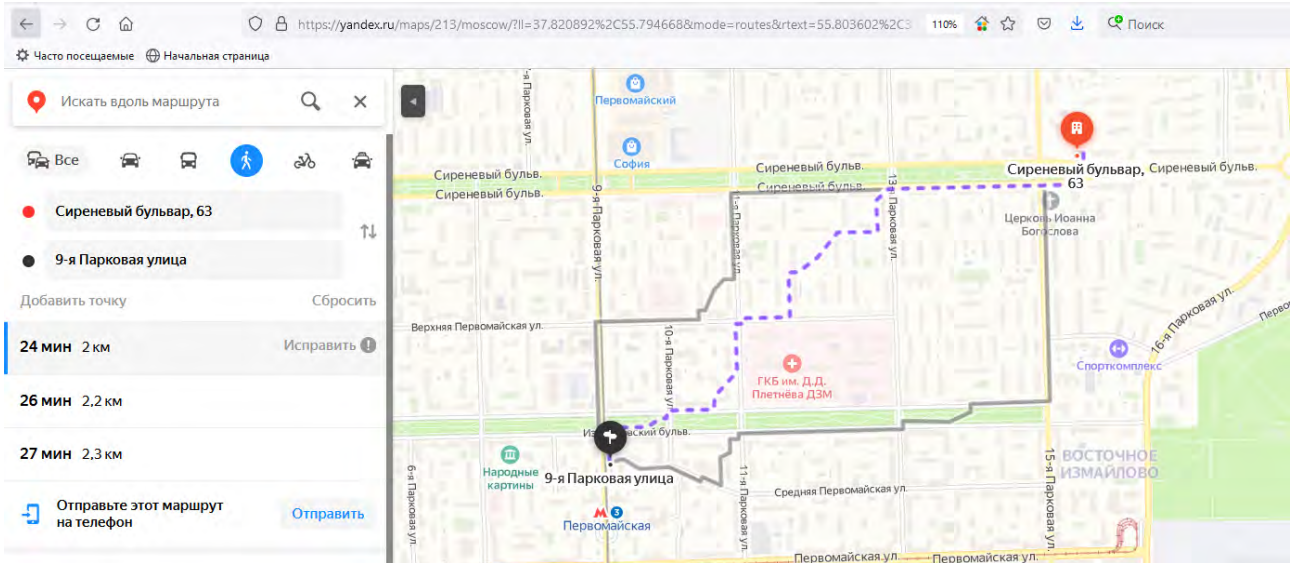 https://yandex.ru/maps/213/moscow/?ll=37.820892%2C55.794668&mode=routes&rtext=55.803602%2C3
110%
Поиск
Часто посещаемые
Начальная страница
Искать вдоль маршрута
Все
Сиреневый бульвар, 63
9-я Парковая улица
Добавить точку
Сбросить
24 мин 2 км
Исправить
26 мин 2,2 км
27 мин 2,3 км
Отправьте этот маршрут
на телефон
Отправить
Первомайский
София
Сиреневый бульв.
Сиреневый бульв.
Сиреневый бульв.
Сиреневый бульв.
Сиреневый бульвар,
63
Сиреневый бульв.
Церковь Иоанна
Богослова
9-я Парковая ул.
11-я Парковая ул.
13-я Парковая ул.
Верхняя Первомайская ул.
10-я Парковая ул.
16-я Парковая ул.
Перво
Спорткомплекс
ГКБ им. Д.Д.
Плетнёва ДЗМ
Народные
картины
9-я Парковая улица
6-я Парковая ул.
11-я Парковая ул.
15-я Парковая ул.
ВОСТОЧНОЕ
ИЗМАЙЛОВО
Средняя Первомайская ул.
М 3
Первомайская
Первомайская ул.
Первомайская ул.